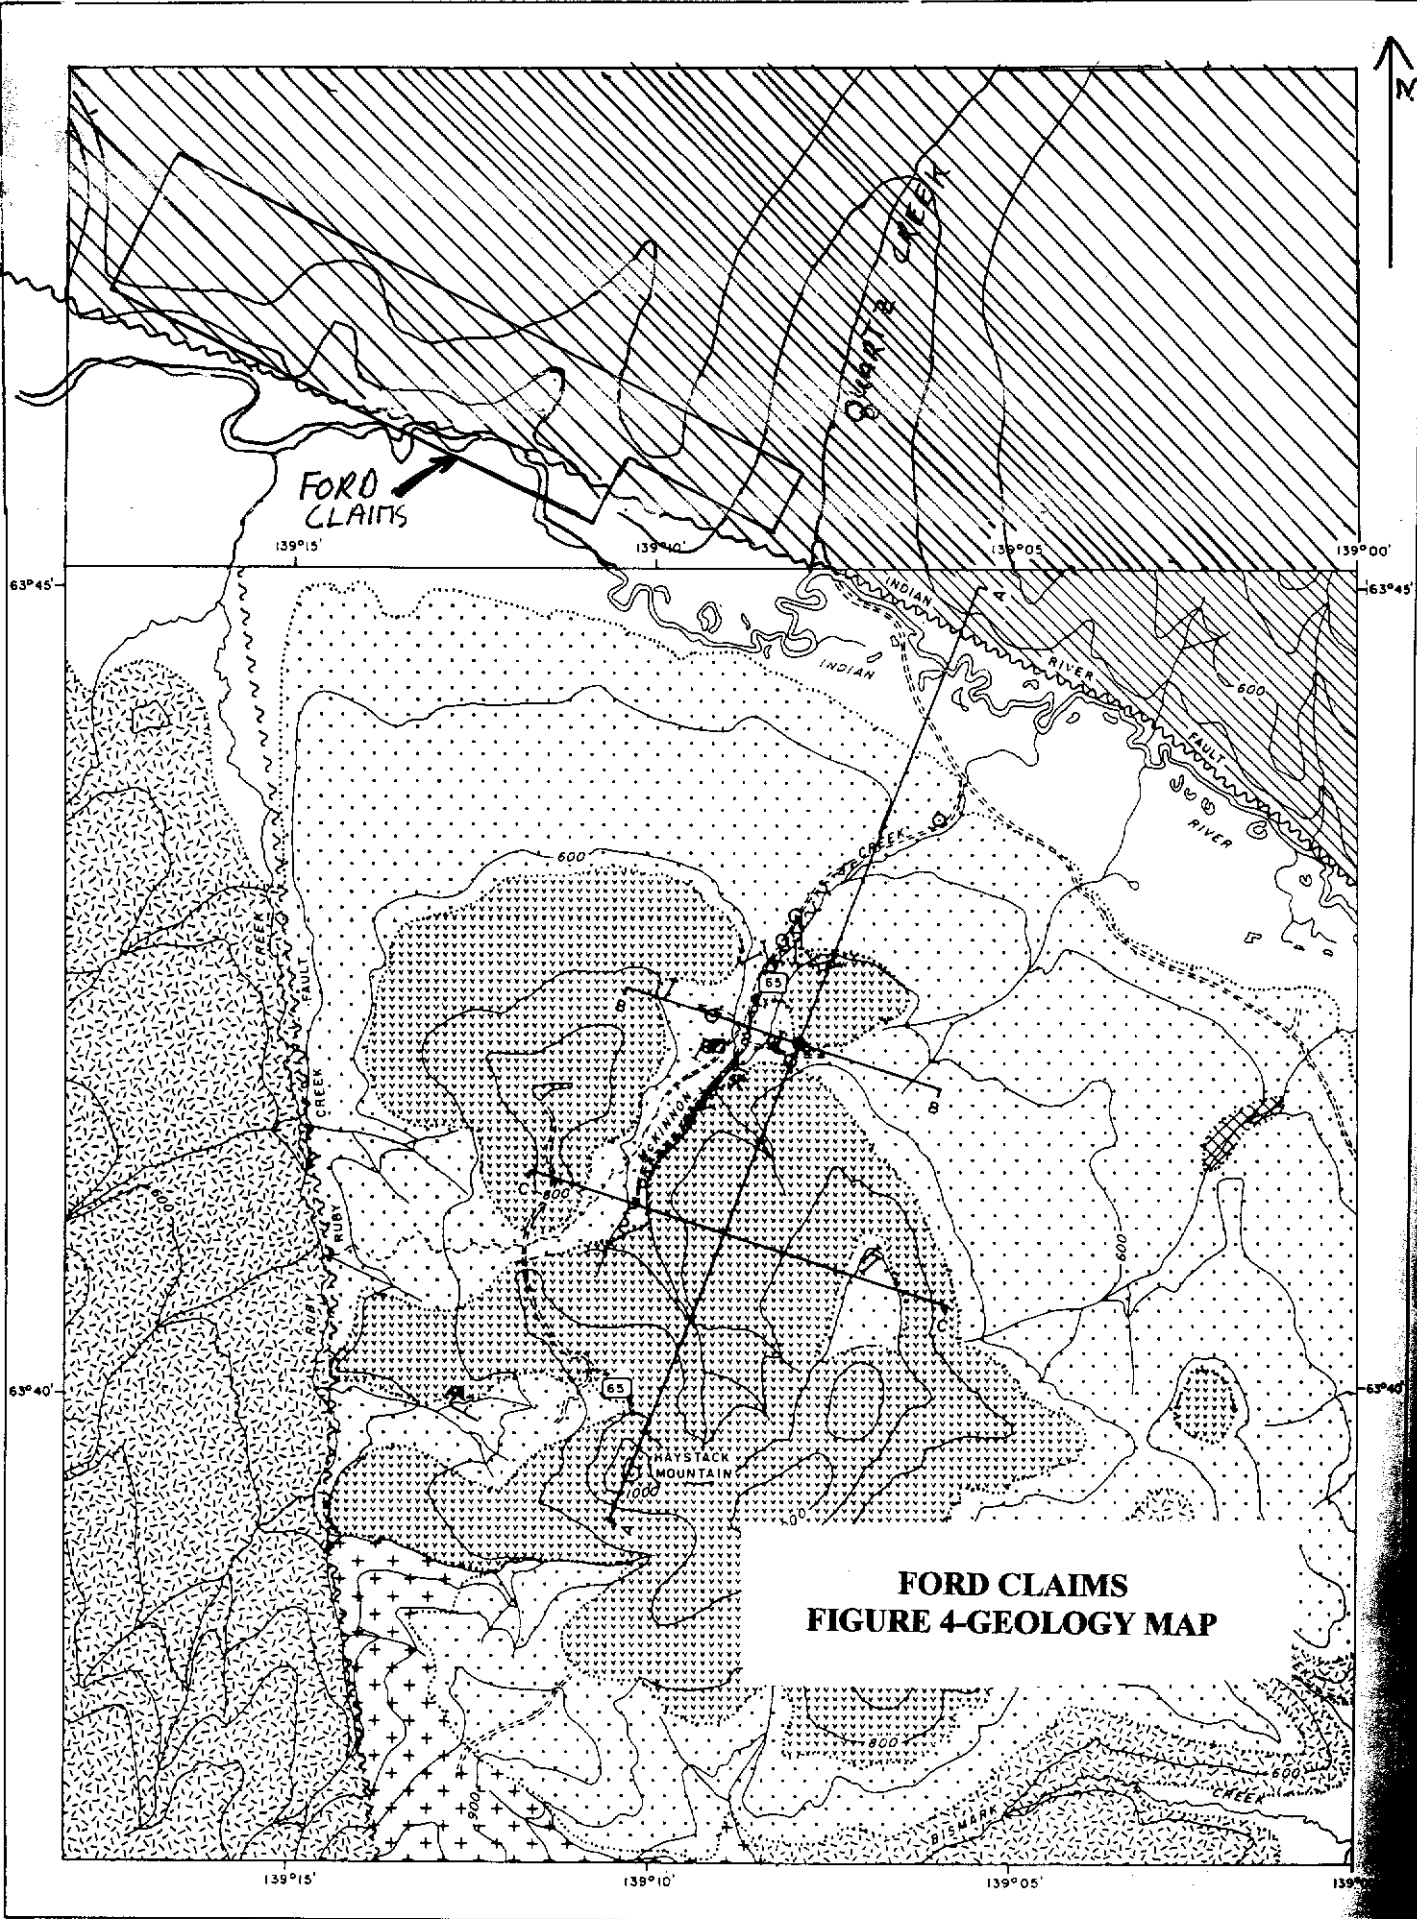 N
QUARTZ CREEK
FORD
CLAIMS
139°15'
139°10'
139°05'
139°00'
63°45'
63°45'
INDIAN
A
INDIAN
RIVER
600
FAULT
RIVER
CREEK
600
CREEK
FAULT
65
B
KINNON
B
CREEK
RUBY
C
800
600
600
RUBY
C
63°40'
65
63°40'
HAYSTACK
MOUNTAIN
1000
A
FORD CLAIMS
FIGURE 4-GEOLOGY MAP
800
600
CREEK
BISMARK
139°15'
139°10'
139°05'